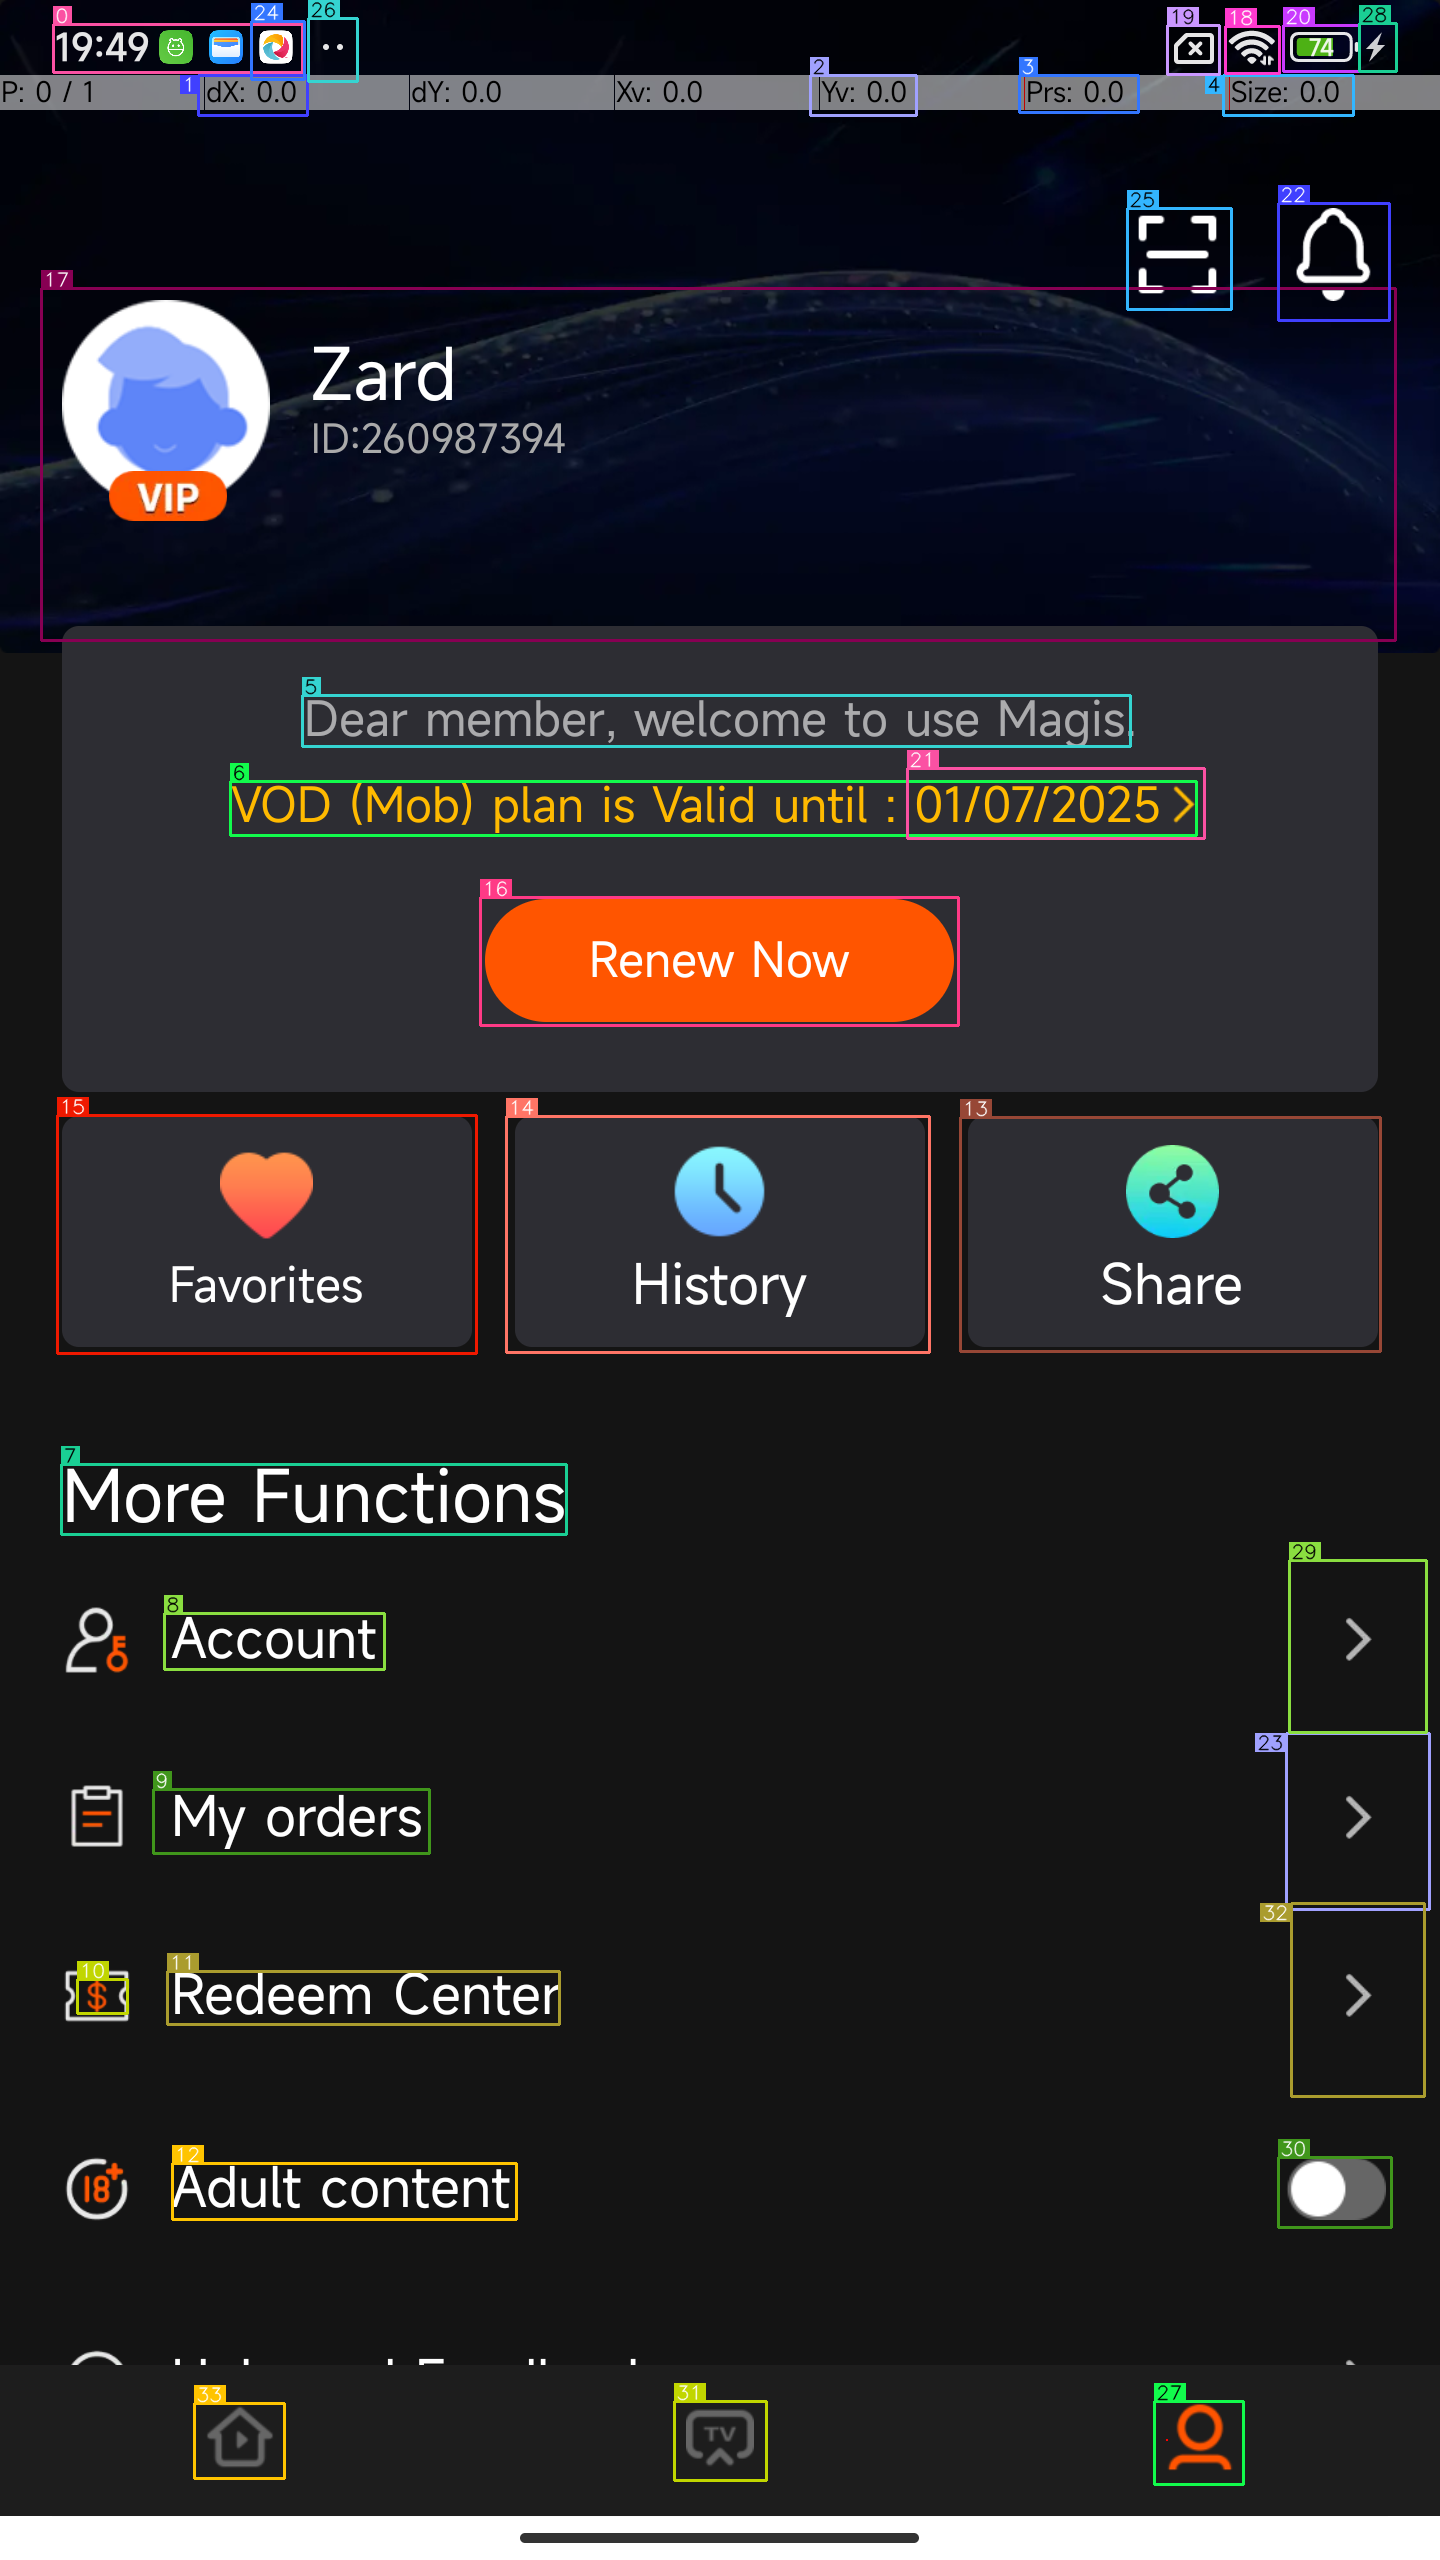 0 24 26 19 18 20 28
19:49 74
P: 0 / 1 1 dX: 0.0 dY: 0.0 Xv: 0.0 2 Yv: 0.0 3 Prs: 0.0 4 Size: 0.0
25 22
17
Zard
ID:260987394
VIP
5
Dear member, welcome to use Magis.
6 21
VOD (Mob) plan is Valid until : 01/07/2025
16
Renew Now
15 14 13
Favorites History Share
7
More Functions
29
8
Account
23
9
My orders
32
10 11
$ Redeem Center
12 30
18+ Adult content
33 31 27
TV